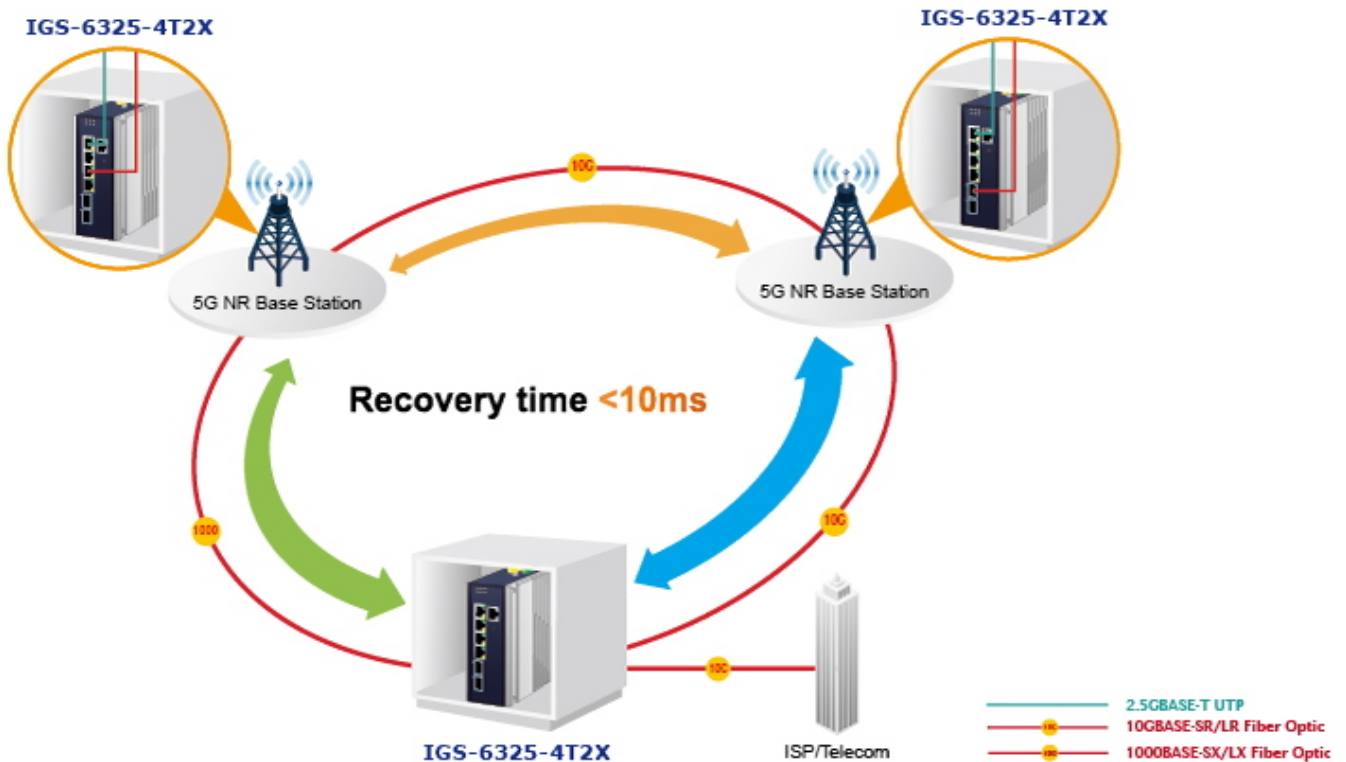 IGS-6325-4T2X
IGS-6325-4T2X
10G
5G NR Base Station
5G NR Base Station
Recovery time <10ms
1000
10G
10G
IGS-6325-4T2X
ISP/Telecom
2.5GBASE-T UTP
10GBASE-SR/LR Fiber Optic
1000BASE-SX/LX Fiber Optic